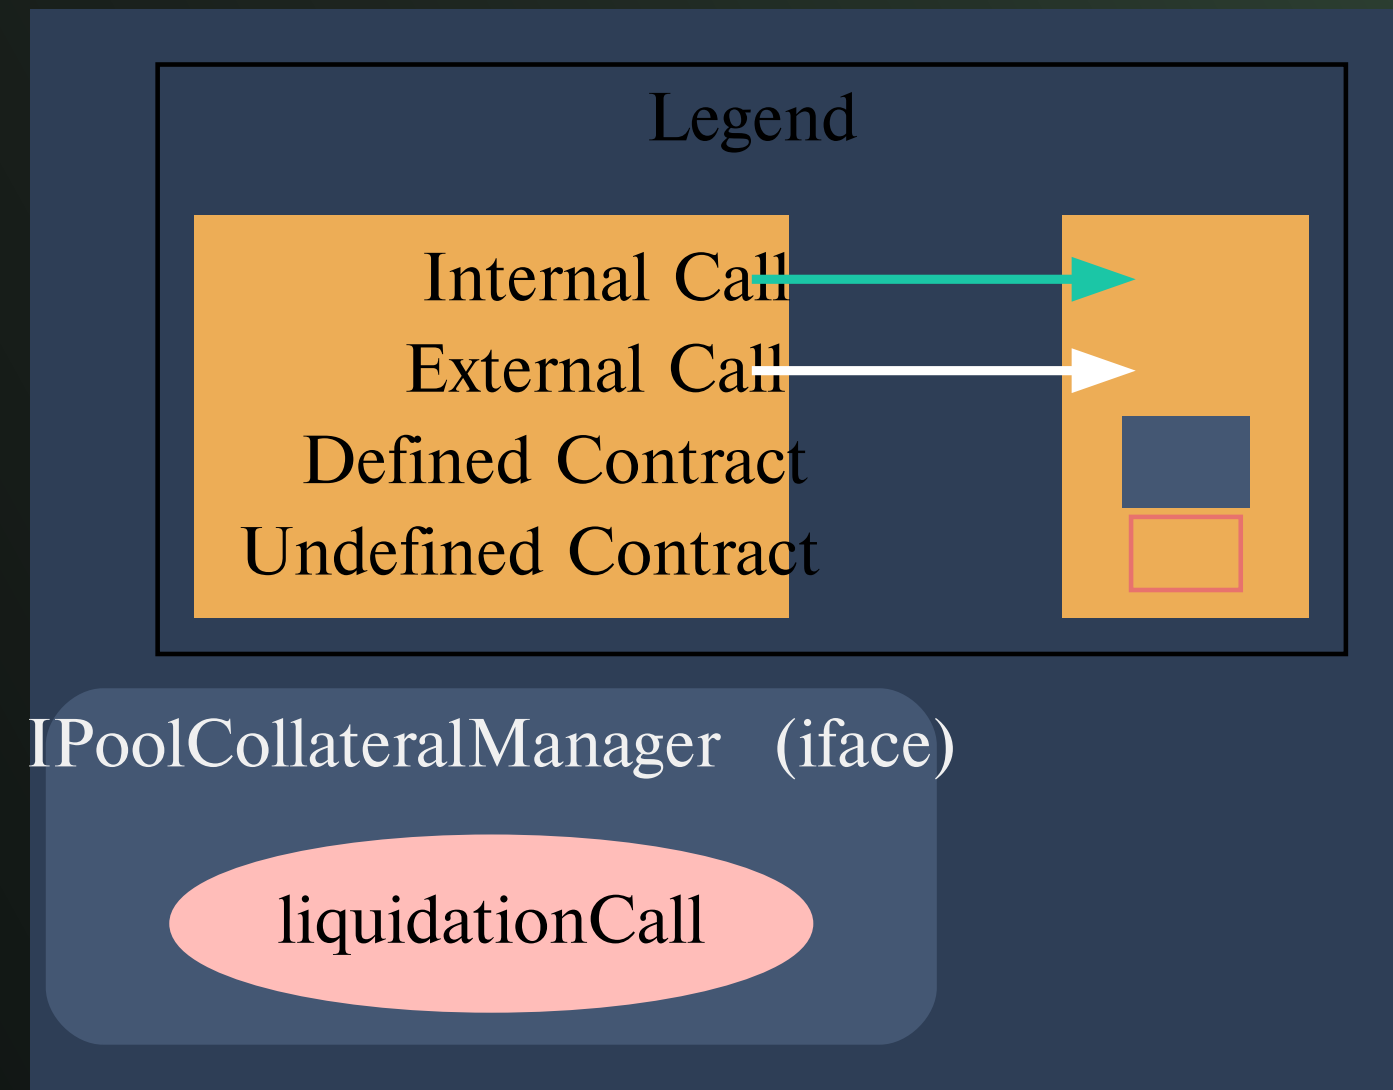 Legend
Internal Call
External Call
Defined Contract
Undefined Contract
IPoolCollateralManager (iface)
liquidationCall